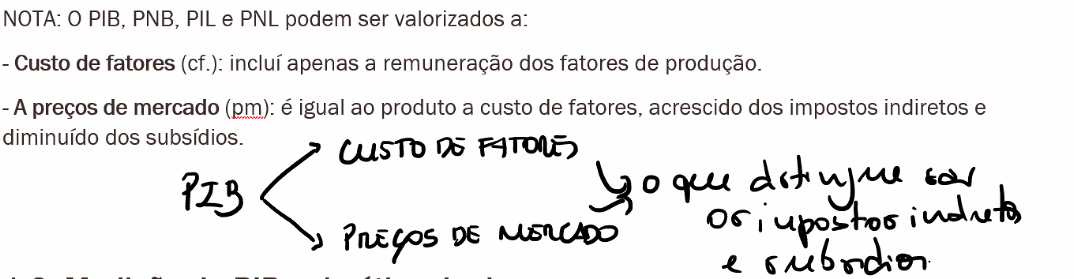 NOTA: O PIB, PNB, PIL e PNL podem ser valorizados a:
- Custo de fatores (cf.): incluí apenas a remuneração dos fatores de produção.
- A preços de mercado (pm): é igual ao produto a custo de fatores, acrescido dos impostos indiretos e
diminuído dos subsídios.
CUSTO DE FATORES
PIB
o que distingue são
os impostos indiretos
PREÇOS DE MERCADO
e subsídios